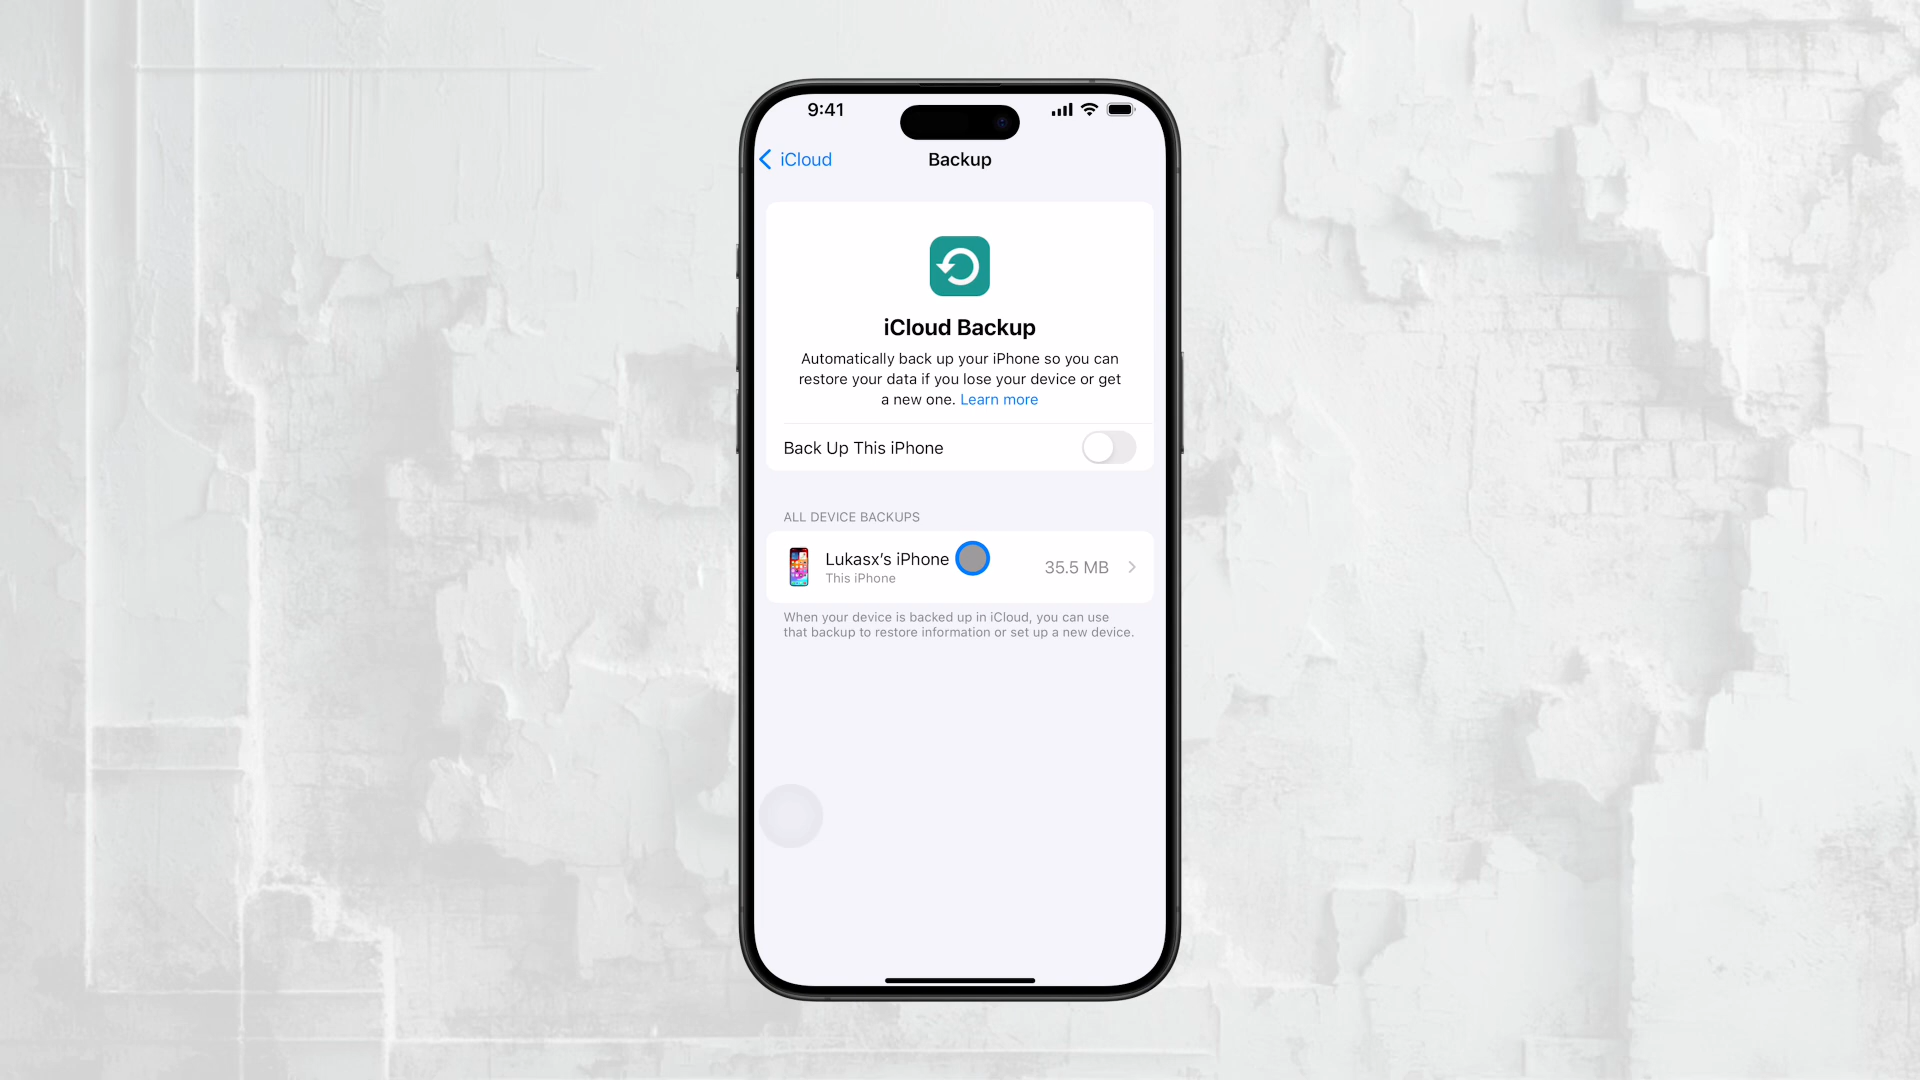 9:41
iCloud
Backup
iCloud Backup
Automatically back up your iPhone so you can
restore your data if you lose your device or get
a new one. Learn more
Back Up This iPhone
ALL DEVICE BACKUPS
Lukasx’s iPhone
This iPhone
35.5 MB
When your device is backed up in iCloud, you can use
that backup to restore information or set up a new device.